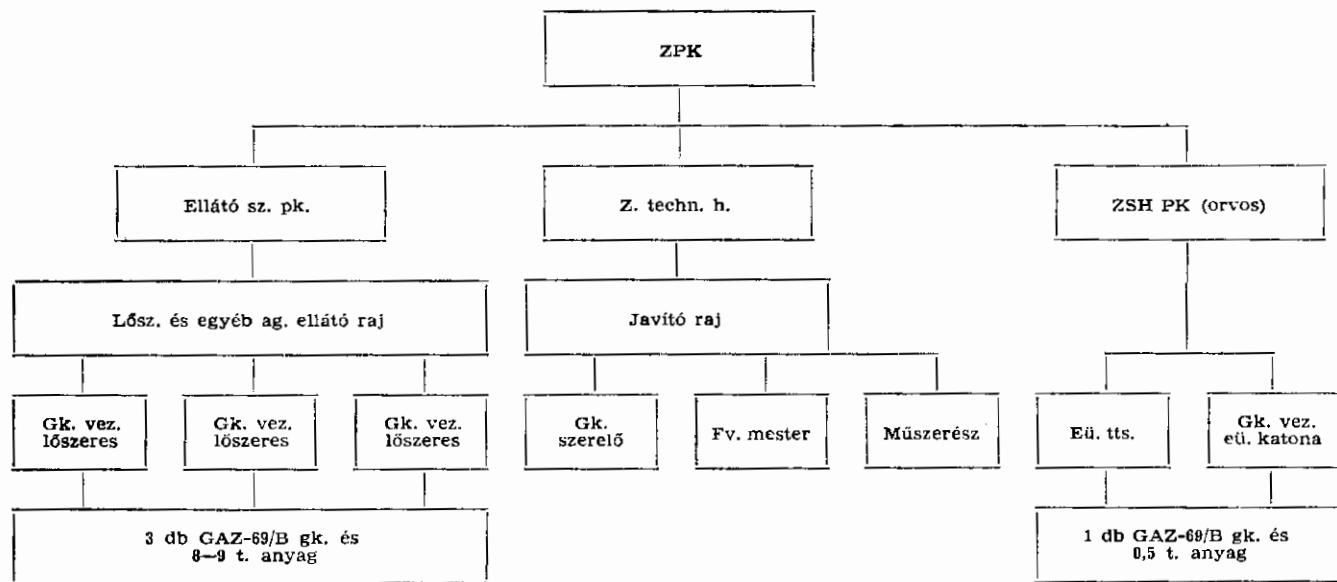 ZPK
Ellátó sz. pk.
Z. techn. h.
ZSH PK (orvos)
Lősz. és egyéb ag. ellátó raj
Javító raj
Gk. vez.
lőszeres
Gk. vez.
lőszeres
Gk. vez.
lőszeres
Gk.
szerelő
Fv. mester
Műszerész
Eü. tts.
Gk. vez.
eü. katona
3 db GAZ-69/B gk. és
8—9 t. anyag
1 db GAZ-69/B gk. és
0,5 t. anyag